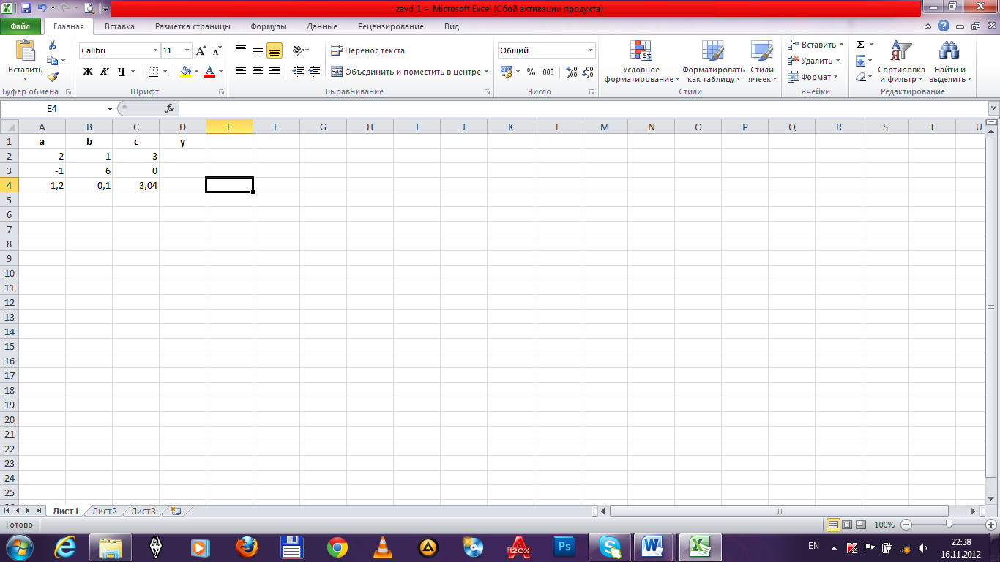 zavd_1 - Microsoft Excel (Сбой активации продукта)
Файл Главная Вставка Разметка страницы Формулы Данные Рецензирование Вид
Вставить
Буфер обмена
Calibri 11
Ж К Ч
Шрифт
Перенос текста
Объединить и поместить в центре
Выравнивание
Общий
% 000
Число
Условное форматирование
Форматировать как таблицу
Стили ячеек
Стили
Вставить
Удалить
Формат
Ячейки
Σ
Сортировка и фильтр
Найти и выделить
Редактирование
E4 fx
A B C D E F G H I J K L M N O P Q R S T U
1 a b c y
2 2 1 3
3 -1 6 0
4 1,2 0,1 3,04
5
6
7
8
9
10
11
12
13
14
15
16
17
18
19
20
21
22
23
24
25
Лист1 Лист2 Лист3
Готово 100%
120% Ps EN 22:38
16.11.2012